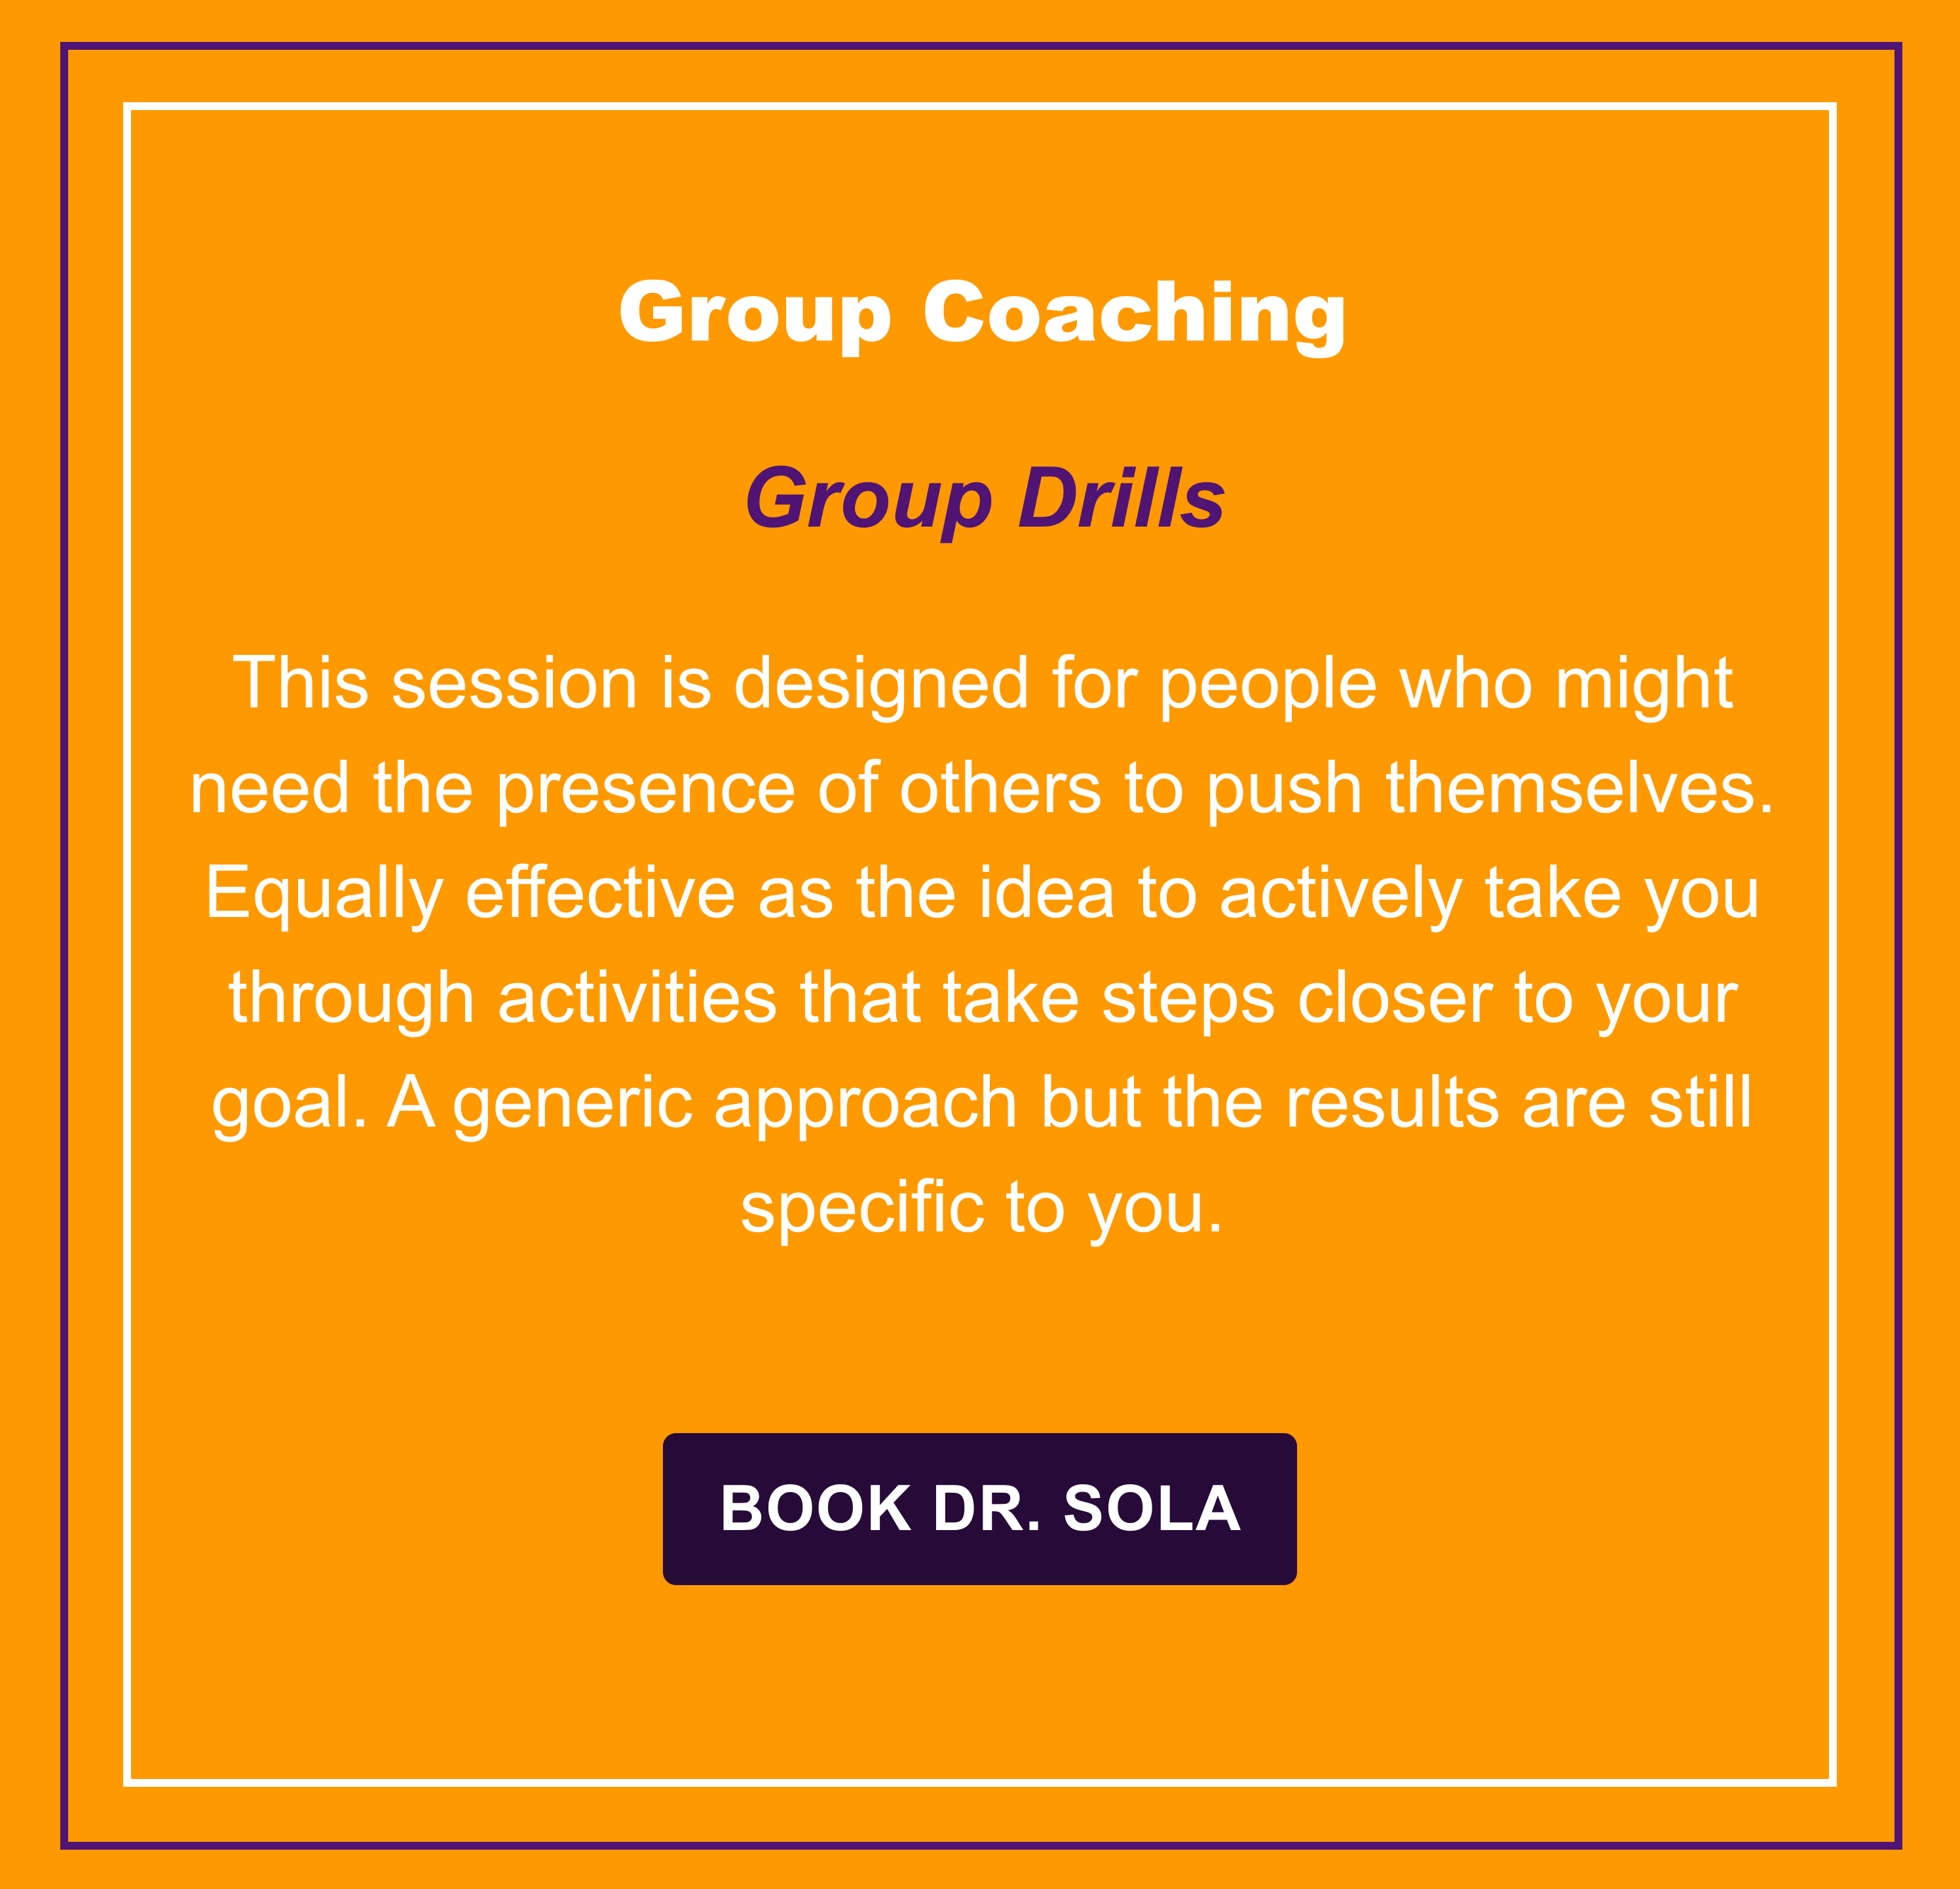 Group Coaching
Group Drills
This session is designed for people who might
need the presence of others to push themselves.
Equally effective as the idea to actively take you
through activities that take steps closer to your
goal. A generic approach but the results are still
specific to you.
BOOK DR. SOLA